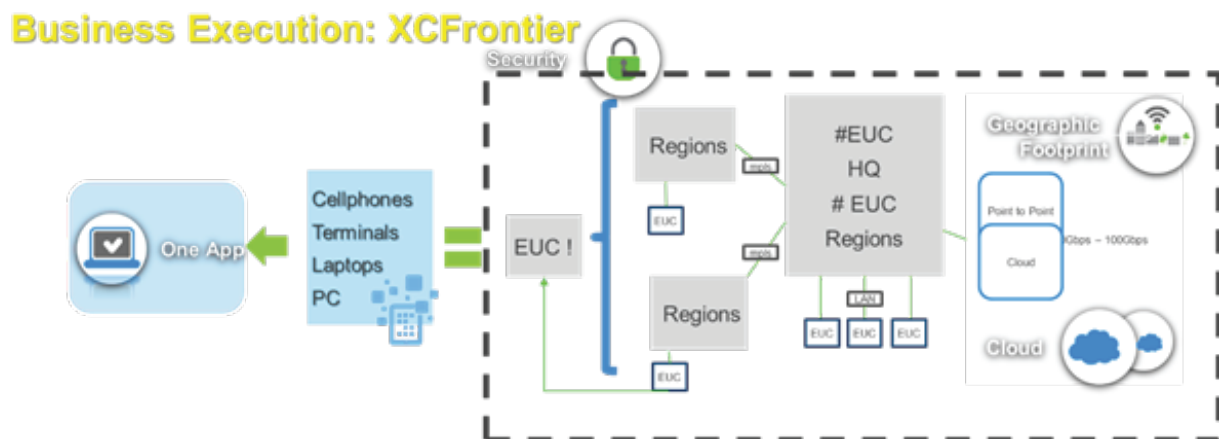 Business Execution: XCFrontier
Security
One App
Cellphones
Terminals
Laptops
PC
EUC !
Regions
EUC
mpls
Regions
EUC
mpls
#EUC
HQ
# EUC
Regions
LAN
EUC
EUC
EUC
Geographic
Footprint
Point to Point
Gbps – 100Gbps
Cloud
Cloud